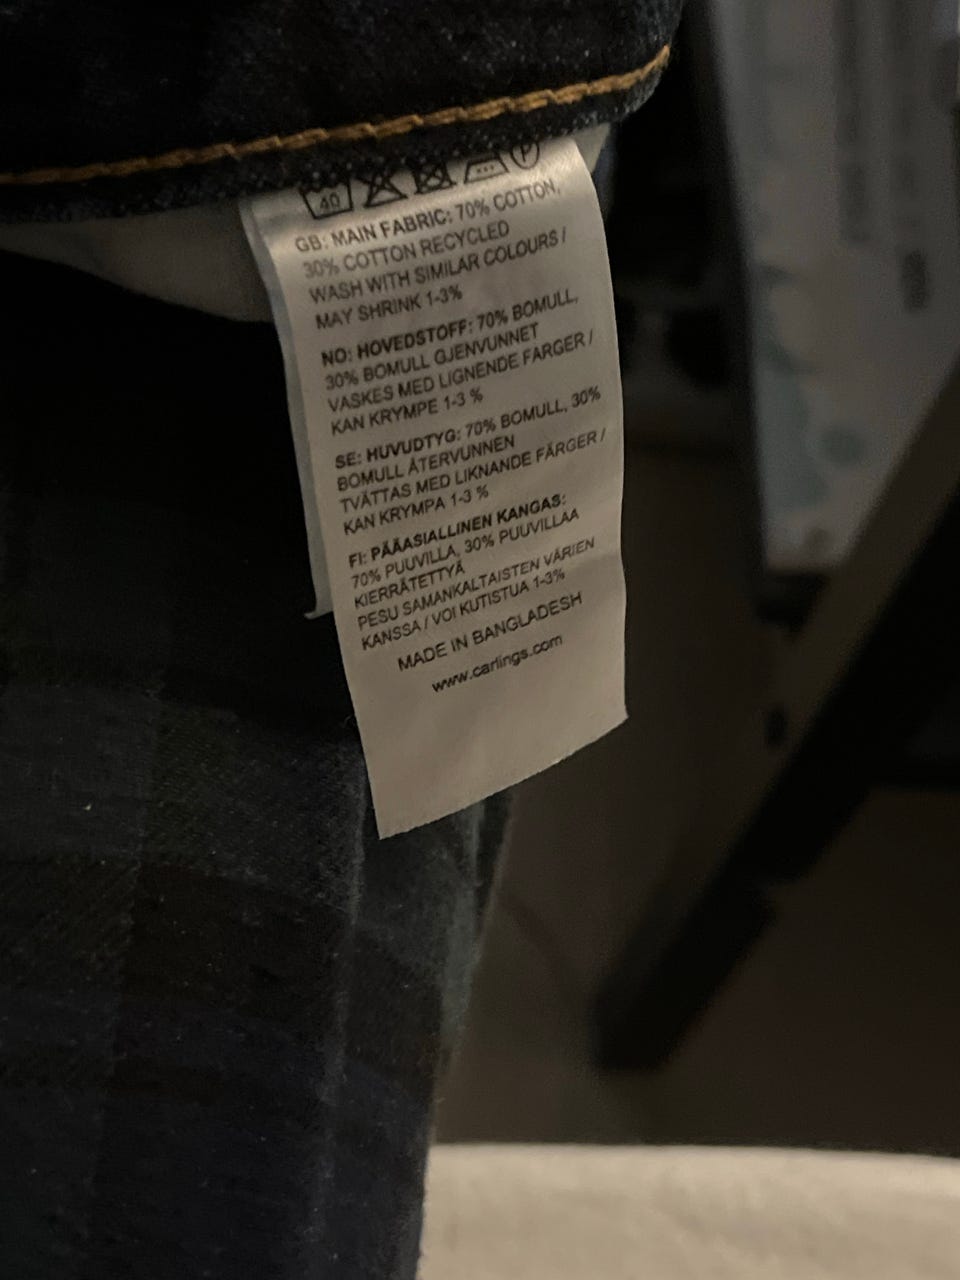 40 P
GB: MAIN FABRIC: 70% COTTON,
30% COTTON RECYCLED
WASH WITH SIMILAR COLOURS /
MAY SHRINK 1-3%
NO: HOVEDSTOFF: 70% BOMULL,
30% BOMULL GJENVUNNET
VASKES MED LIGNENDE FARGER /
KAN KRYMPE 1-3 %
SE: HUVUDTYG: 70% BOMULL, 30%
BOMULL ÅTERVUNNEN
TVÄTTAS MED LIKNANDE FÄRGER /
KAN KRYMPA 1-3 %
FI: PÄÄASIALLINEN KANGAS:
70% PUUVILLA, 30% PUUVILLAA
KIERRÄTETTYÄ
PESU SAMANKALTAISTEN VÄRIEN
KANSSA / VOI KUTISTUA 1-3%
MADE IN BANGLADESH
www.carlings.com